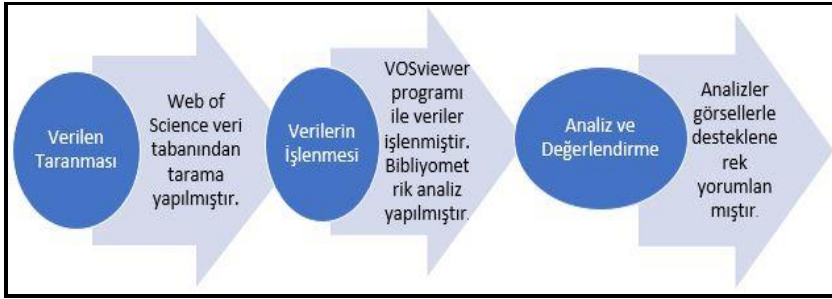 Verilen
Taranması
Web of
Science veri
tabanından
tarama
yapılmıştır.
Verilerin
İşlenmesi
VOSviewer
programı
ile veriler
işlenmiştir.
Bibliyomet
rik analiz
yapılmıştır.
Analiz ve
Değerlendirme
Analizler
görsellerle
desteklene
rek
yorumlan
mıştır.